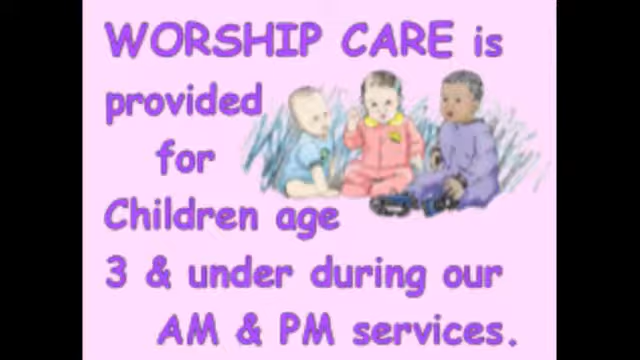 WORSHIP CARE is
provided
for
Children age
3 & under during our
AM & PM services.